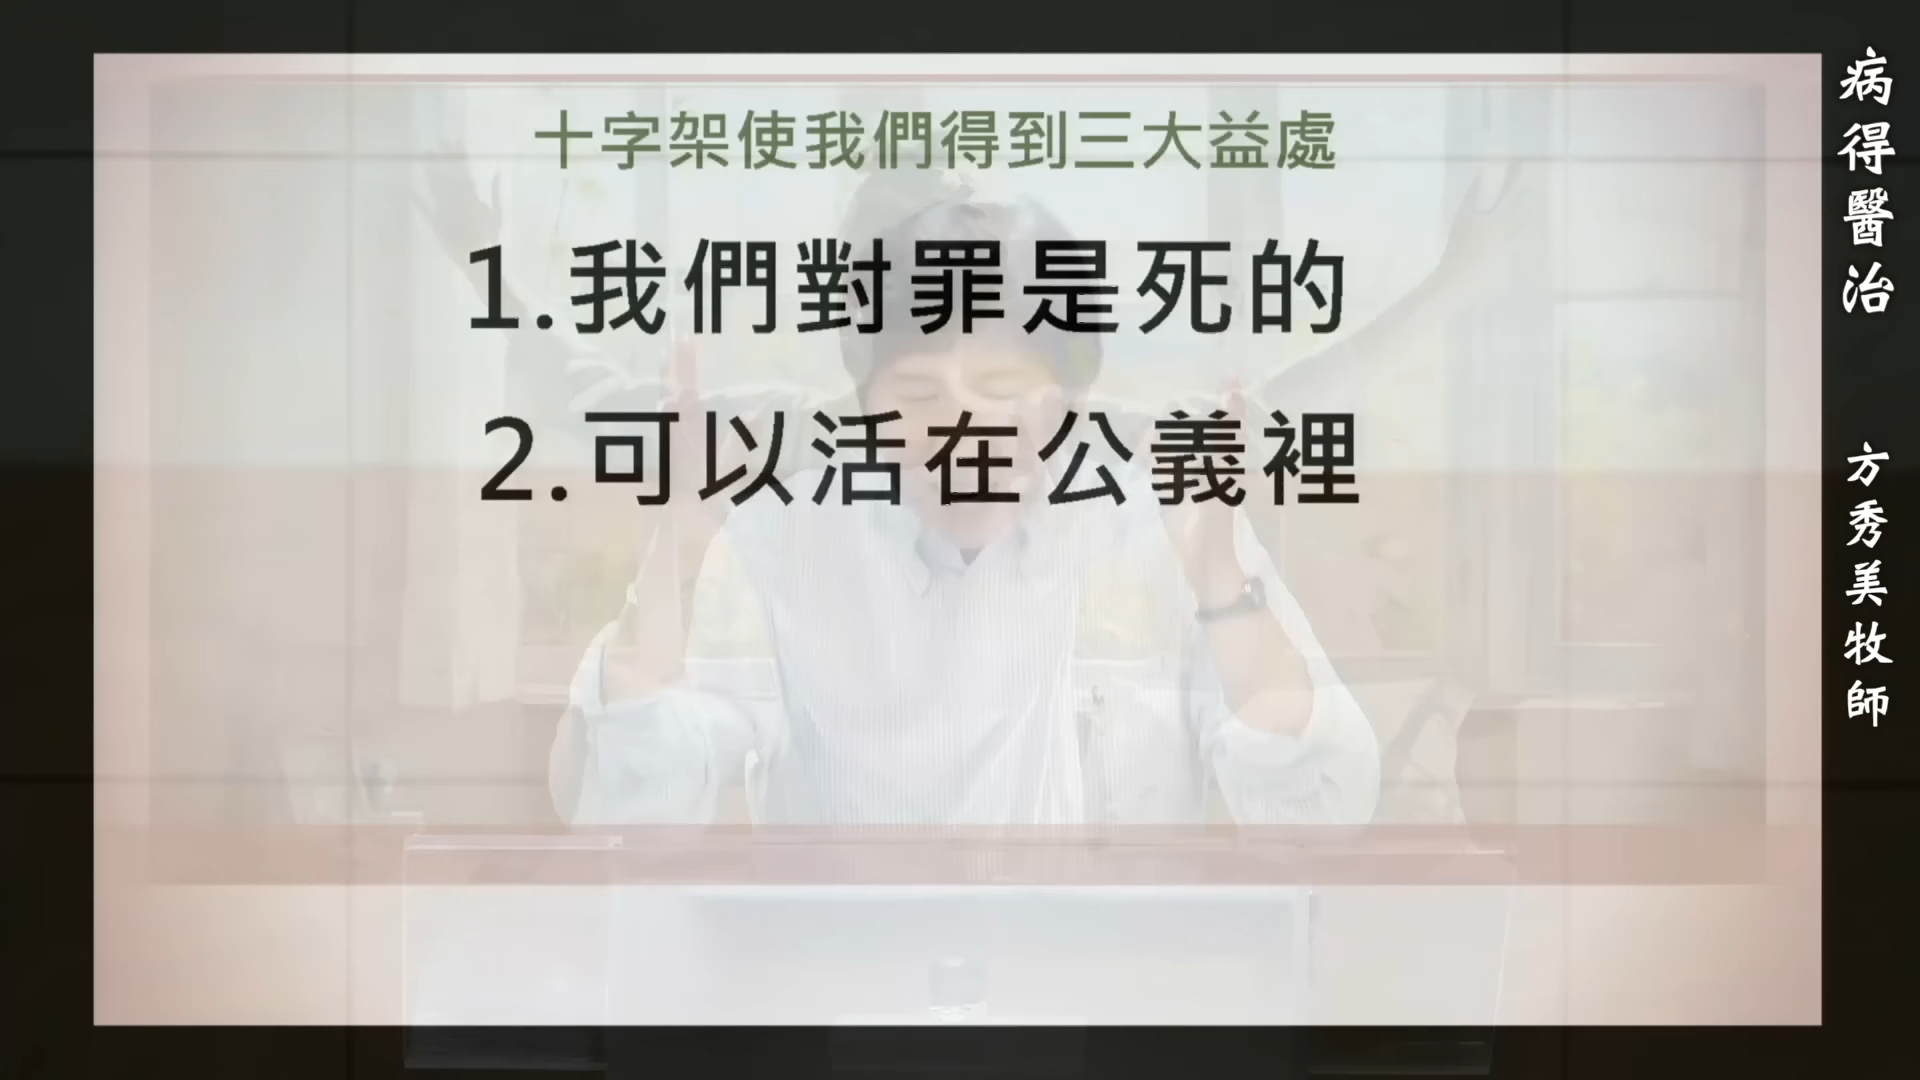 十字架使我們得到三大益處
1.我們對罪是死的
2.可以活在公義裡
病得醫治
方秀美牧師